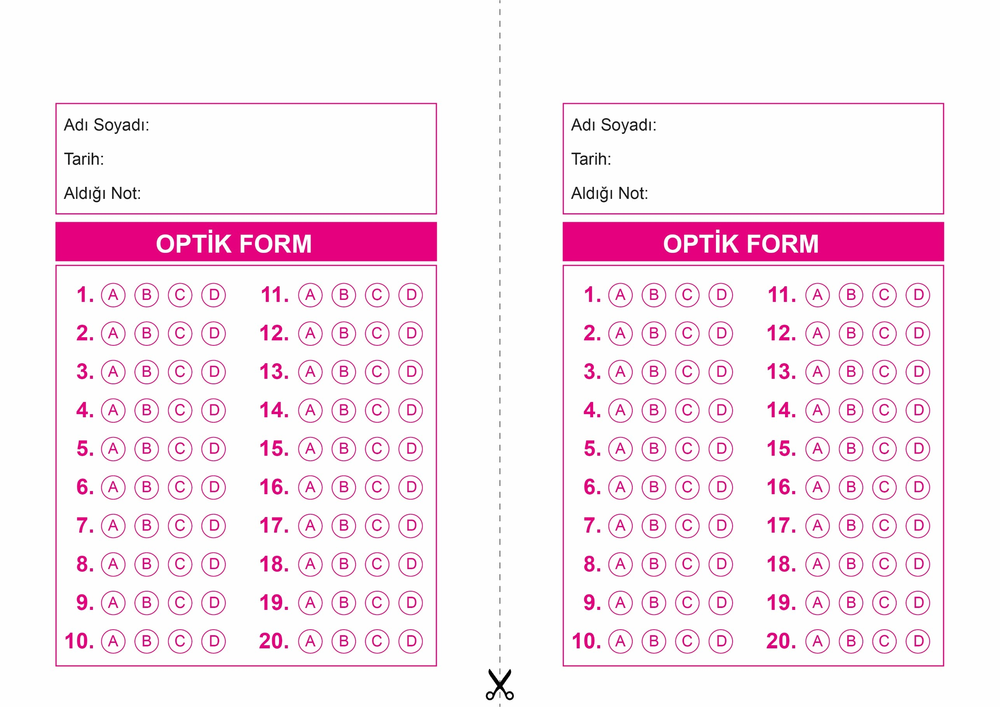 Adı Soyadı:
Tarih:
Aldığı Not:
OPTİK FORM
1. A B C D
2. A B C D
3. A B C D
4. A B C D
5. A B C D
6. A B C D
7. A B C D
8. A B C D
9. A B C D
10. A B C D
11. A B C D
12. A B C D
13. A B C D
14. A B C D
15. A B C D
16. A B C D
17. A B C D
18. A B C D
19. A B C D
20. A B C D
Adı Soyadı:
Tarih:
Aldığı Not:
OPTİK FORM
1. A B C D
2. A B C D
3. A B C D
4. A B C D
5. A B C D
6. A B C D
7. A B C D
8. A B C D
9. A B C D
10. A B C D
11. A B C D
12. A B C D
13. A B C D
14. A B C D
15. A B C D
16. A B C D
17. A B C D
18. A B C D
19. A B C D
20. A B C D